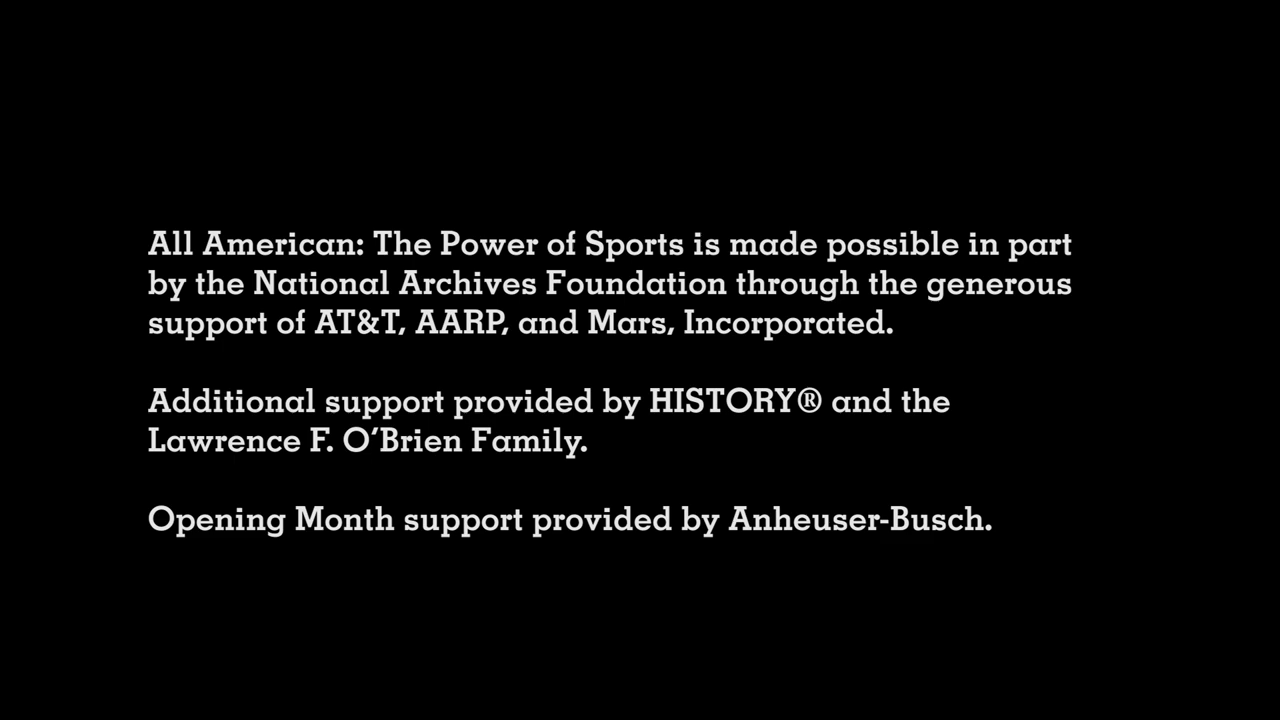 All American: The Power of Sports is made possible in part
by the National Archives Foundation through the generous
support of AT&T, AARP, and Mars, Incorporated.
Additional support provided by HISTORY® and the
Lawrence F. O‘Brien Family.
Opening Month support provided by Anheuser-Busch.